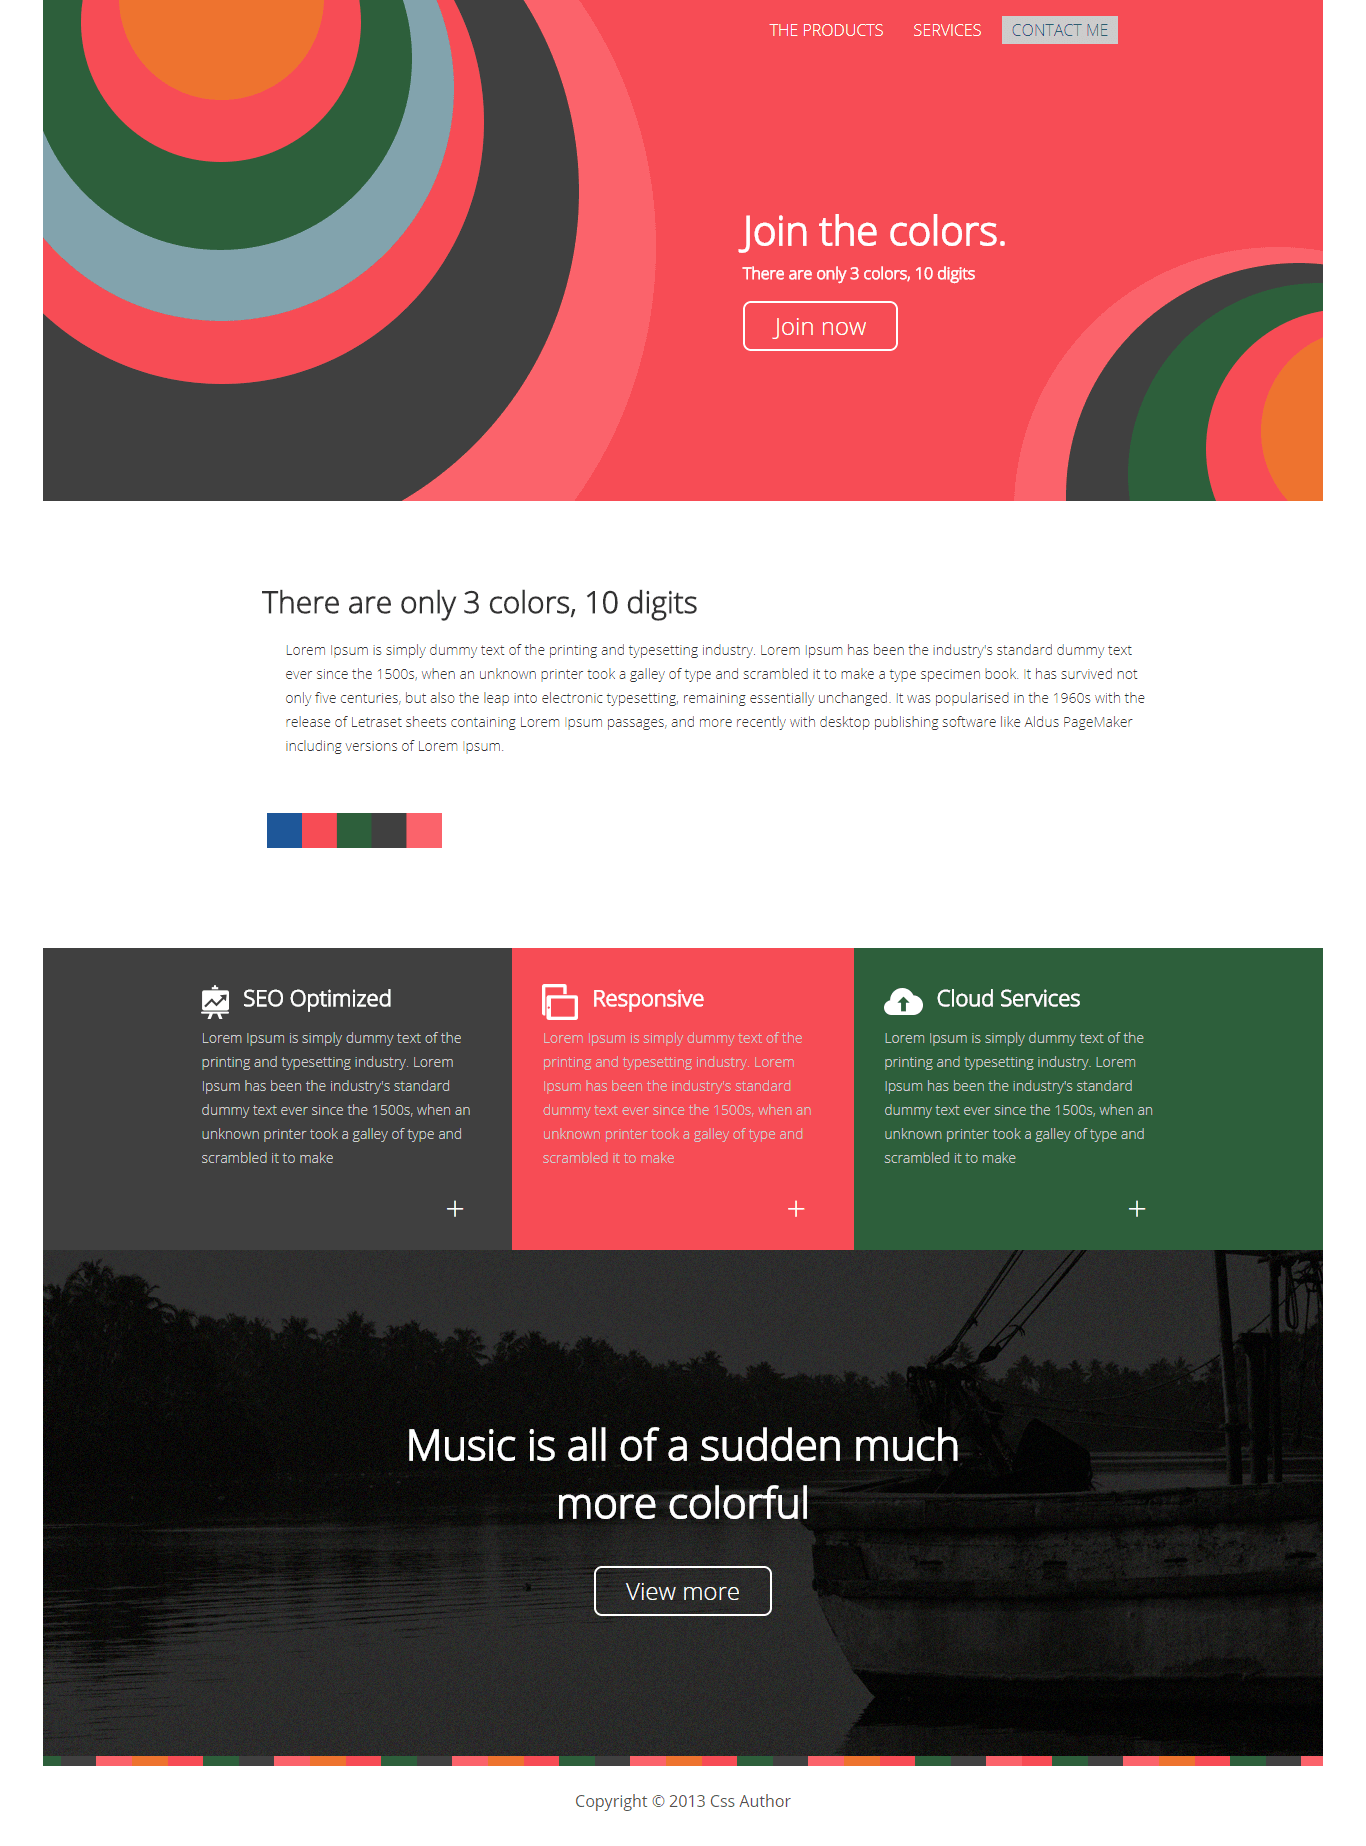 THE PRODUCTS SERVICES CONTACT ME
Join the colors.
There are only 3 colors, 10 digits
Join now
There are only 3 colors, 10 digits
Lorem Ipsum is simply dummy text of the printing and typesetting industry. Lorem Ipsum has been the industry's standard dummy text
ever since the 1500s, when an unknown printer took a galley of type and scrambled it to make a type specimen book. It has survived not
only five centuries, but also the leap into electronic typesetting, remaining essentially unchanged. It was popularised in the 1960s with the
release of Letraset sheets containing Lorem Ipsum passages, and more recently with desktop publishing software like Aldus PageMaker
including versions of Lorem Ipsum.
SEO Optimized
Lorem Ipsum is simply dummy text of the
printing and typesetting industry. Lorem
Ipsum has been the industry's standard
dummy text ever since the 1500s, when an
unknown printer took a galley of type and
scrambled it to make
+
Responsive
Lorem Ipsum is simply dummy text of the
printing and typesetting industry. Lorem
Ipsum has been the industry's standard
dummy text ever since the 1500s, when an
unknown printer took a galley of type and
scrambled it to make
+
Cloud Services
Lorem Ipsum is simply dummy text of the
printing and typesetting industry. Lorem
Ipsum has been the industry's standard
dummy text ever since the 1500s, when an
unknown printer took a galley of type and
scrambled it to make
+
Music is all of a sudden much
more colorful
View more
Copyright © 2013 Css Author